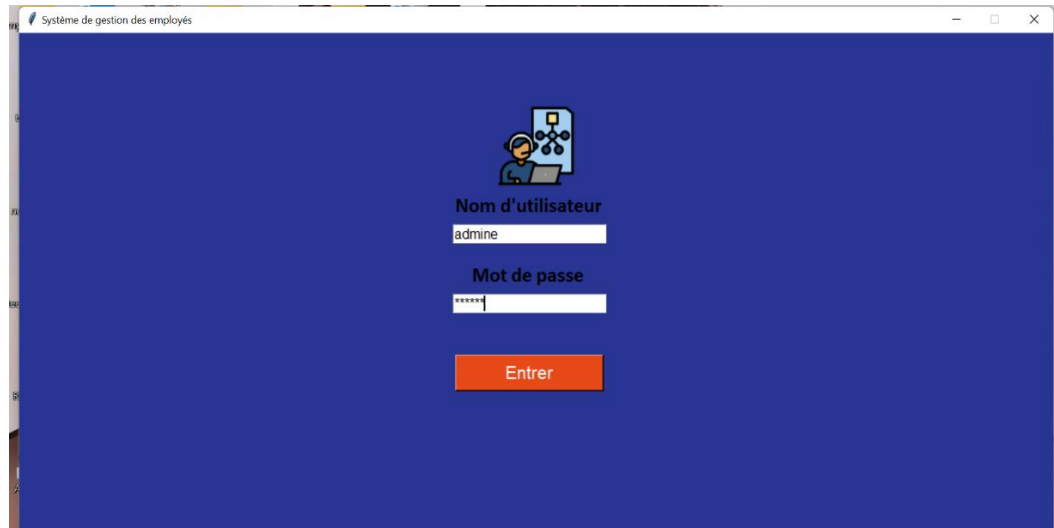 Système de gestion des employés
Nom d'utilisateur
admine
Mot de passe
******
Entrer